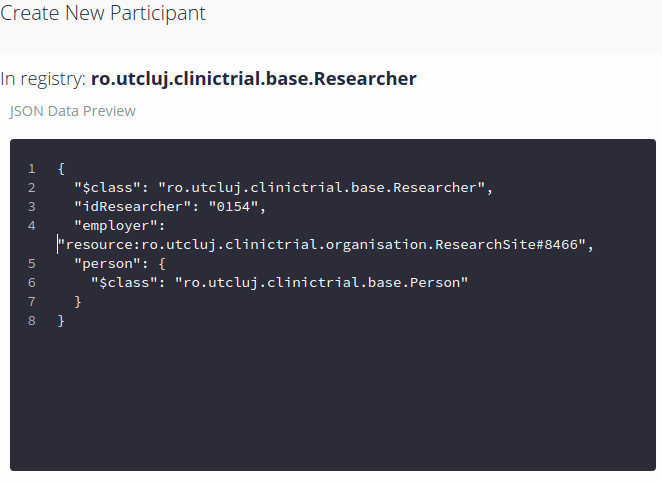 Create New Participant
In registry: ro.utcluj.clinictrial.base.Researcher
JSON Data Preview
1 {
2 "$class": "ro.utcluj.clinictrial.base.Researcher",
3 "idResearcher": "0154",
4 "employer":
"resource:ro.utcluj.clinictrial.organisation.ResearchSite#8466",
5 "person": {
6 "$class": "ro.utcluj.clinictrial.base.Person"
7 }
8 }